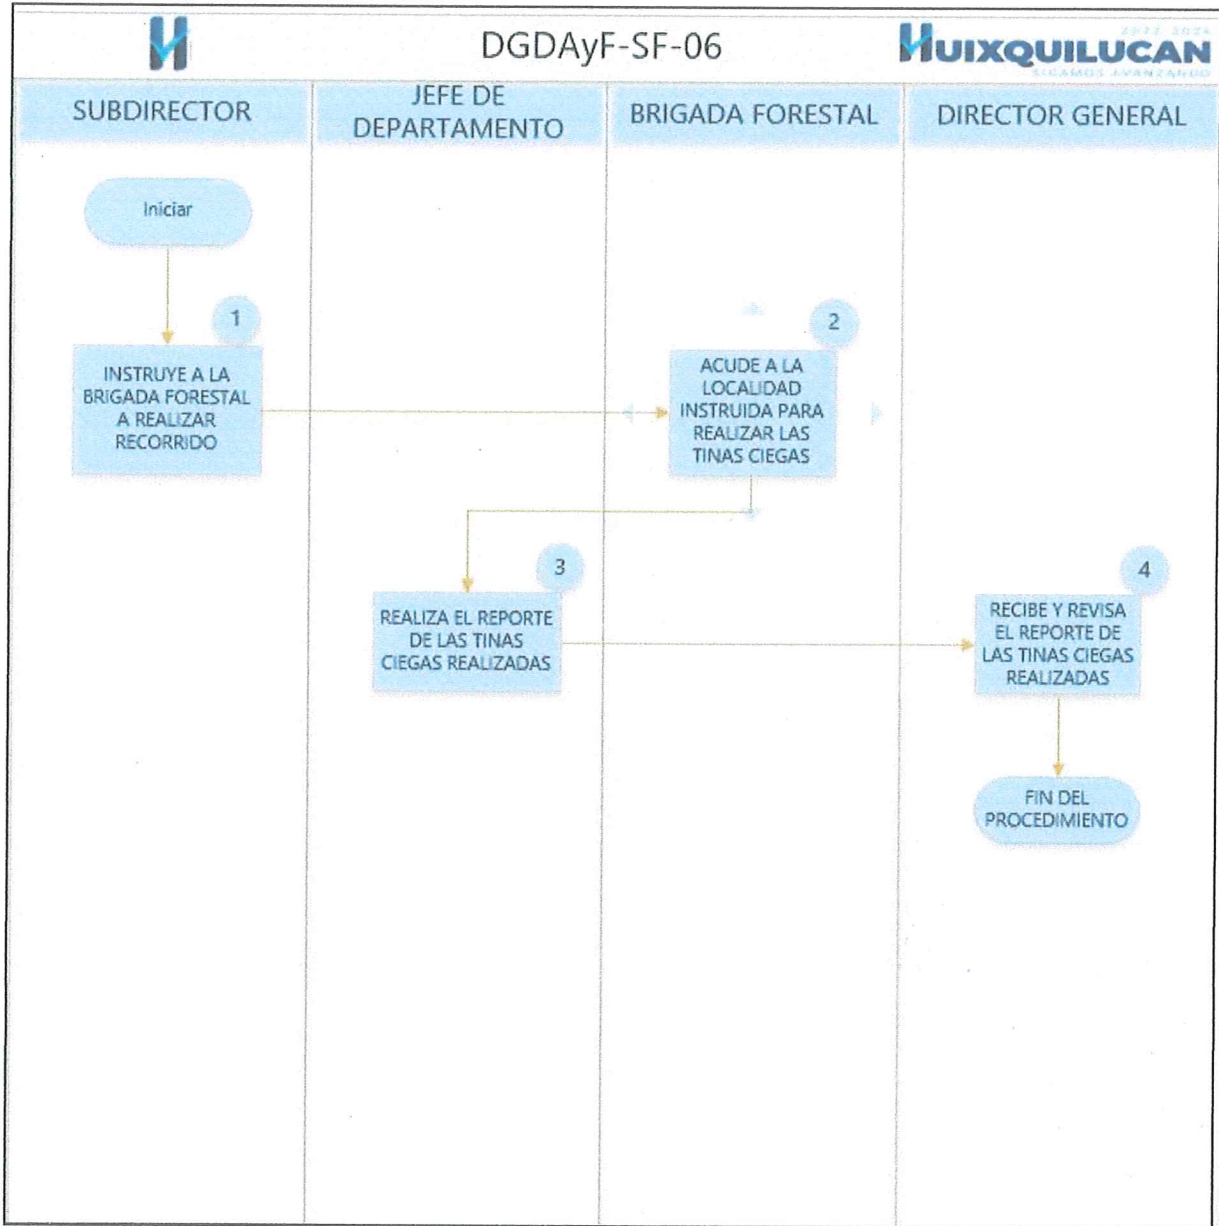 DGDAyF-SF-06
HUIXQUILUCAN
2022-2024
SIGAMOS AVANZANDO
SUBDIRECTOR
JEFE DE
DEPARTAMENTO
BRIGADA FORESTAL
DIRECTOR GENERAL
Iniciar
1
INSTRUYE A LA
BRIGADA FORESTAL
A REALIZAR
RECORRIDO
2
ACUDE A LA
LOCALIDAD
INSTRUIDA PARA
REALIZAR LAS
TINAS CIEGAS
3
REALIZA EL REPORTE
DE LAS TINAS
CIEGAS REALIZADAS
4
RECIBE Y REVISA
EL REPORTE DE
LAS TINAS CIEGAS
REALIZADAS
FIN DEL
PROCEDIMIENTO